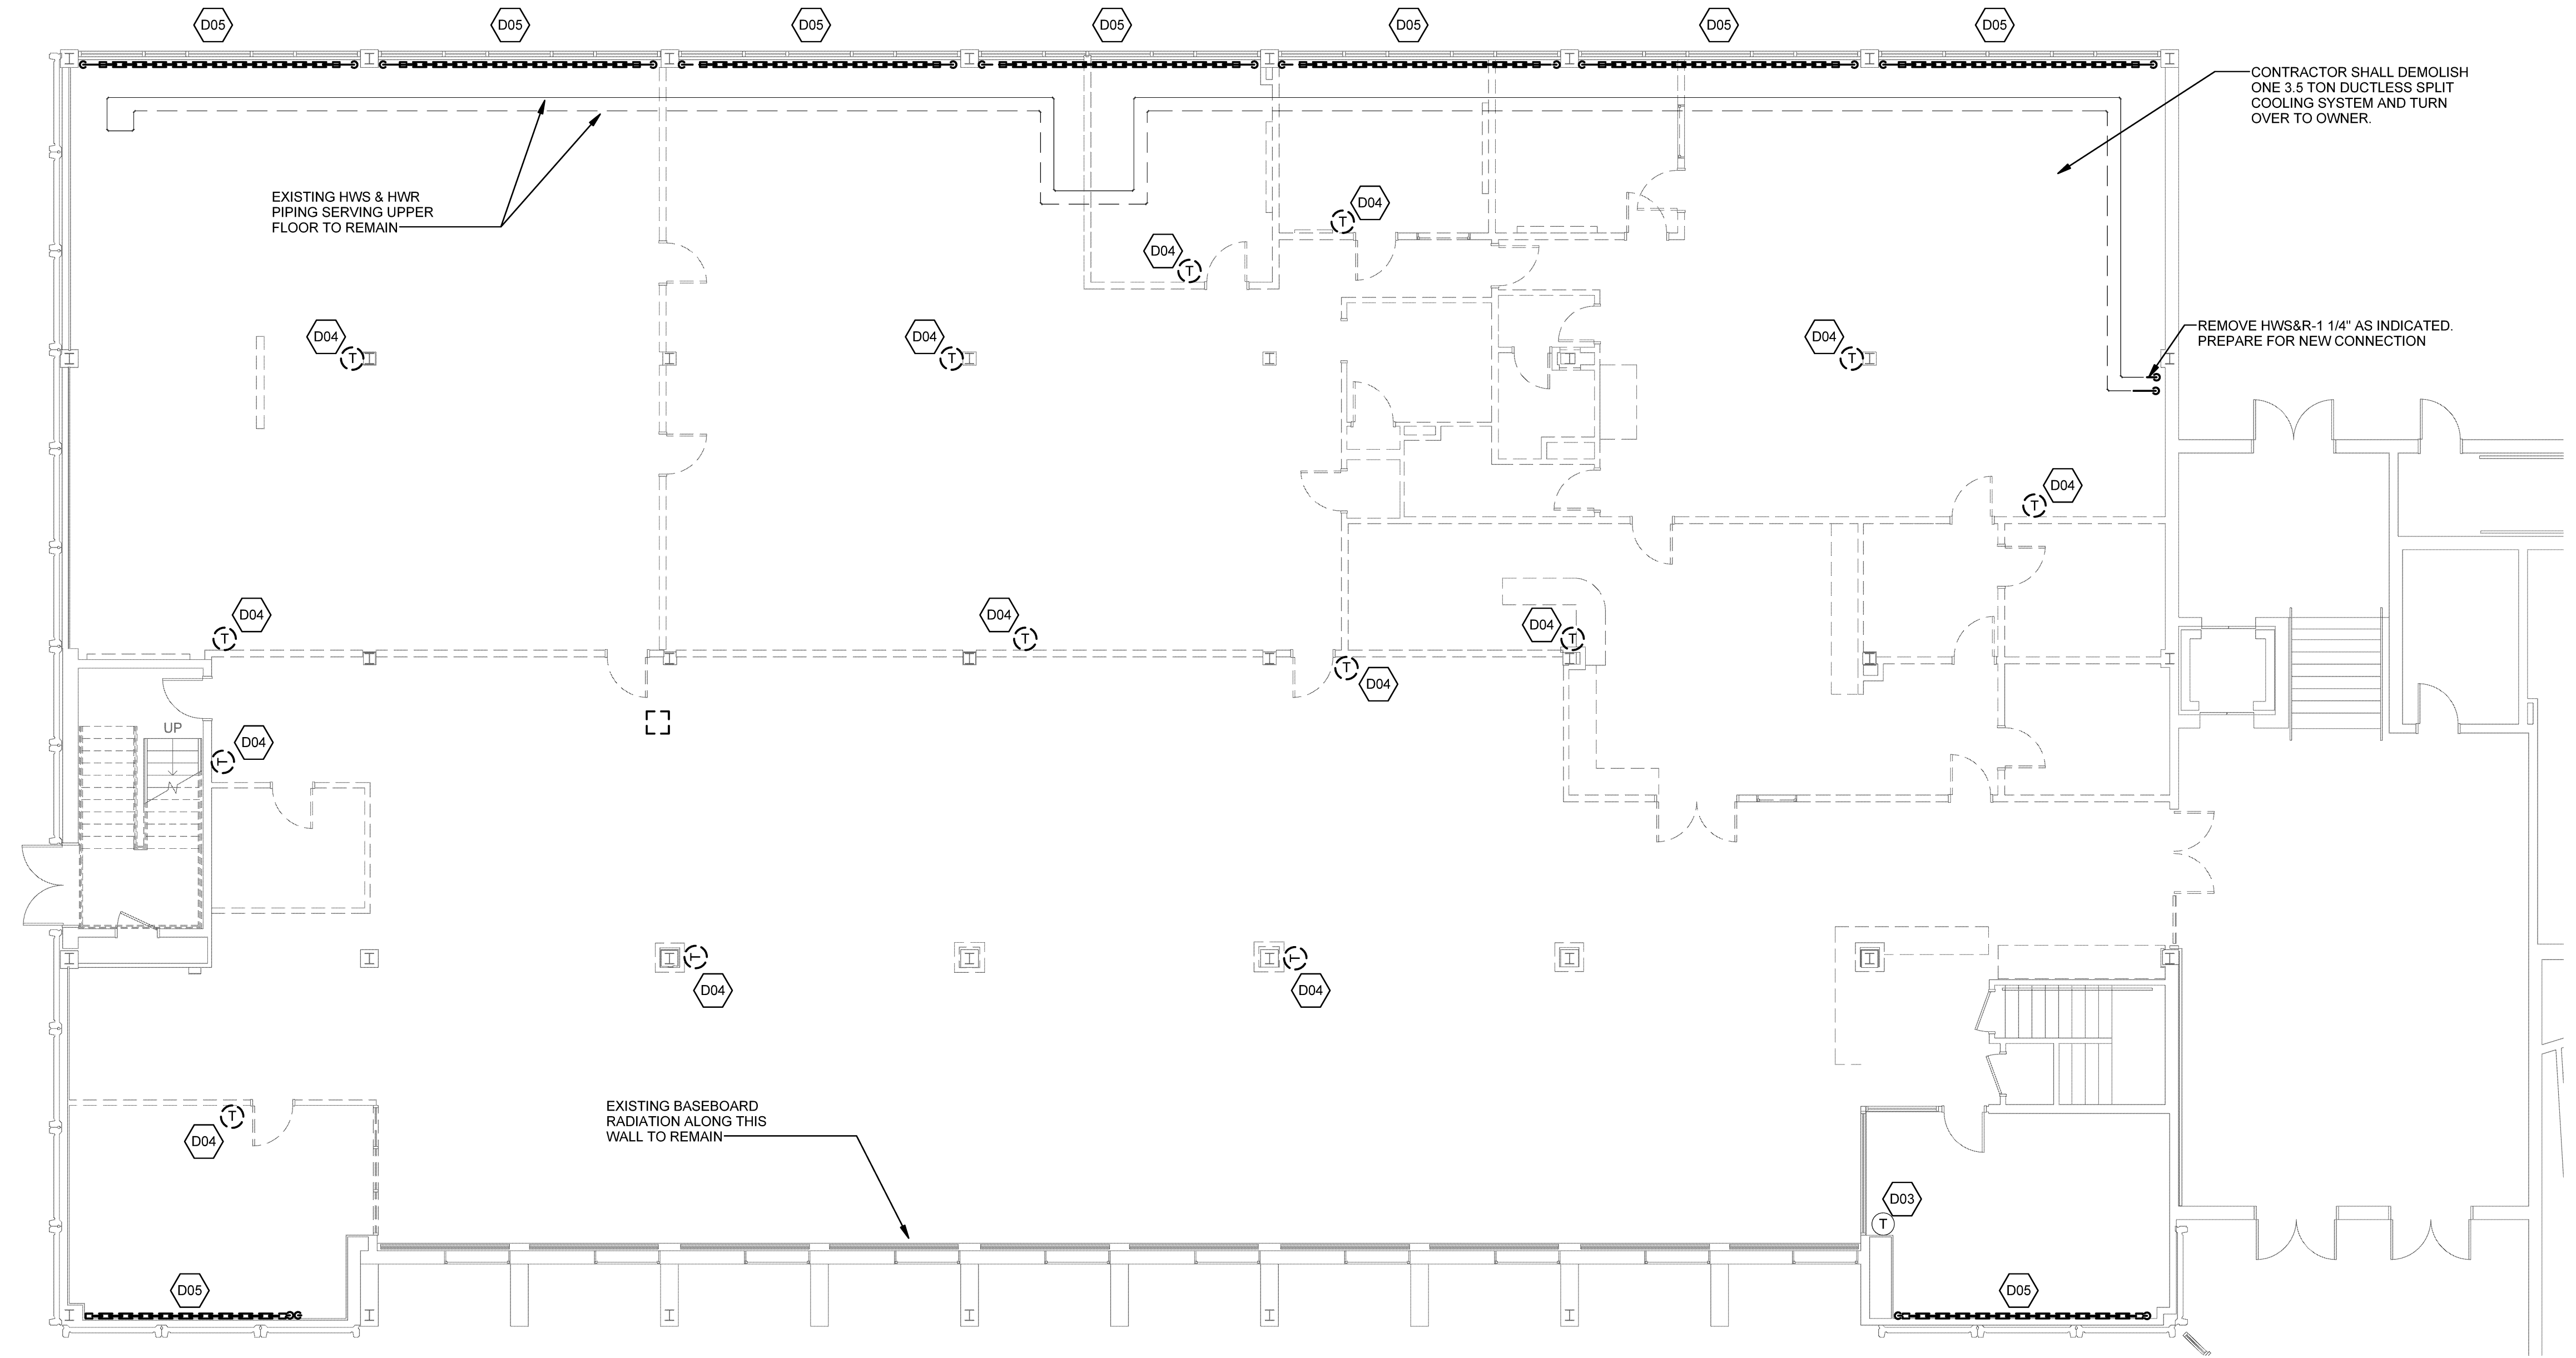 D05
D05
D05
D05
D05
D05
D05
CONTRACTOR SHALL DEMOLISH
ONE 3.5 TON DUCTLESS SPLIT
COOLING SYSTEM AND TURN
OVER TO OWNER.
EXISTING HWS & HWR
PIPING SERVING UPPER
FLOOR TO REMAIN
D04
T
D04
T
D04
T
D04
T
D04
T
REMOVE HWS&R-1 1/4" AS INDICATED.
PREPARE FOR NEW CONNECTION
D04
T
D04
T
D04
T
D04
T
T
D04
UP
D04
T
T
D04
T
D04
EXISTING BASEBOARD
RADIATION ALONG THIS
WALL TO REMAIN
T
D04
D03
T
D05
D05